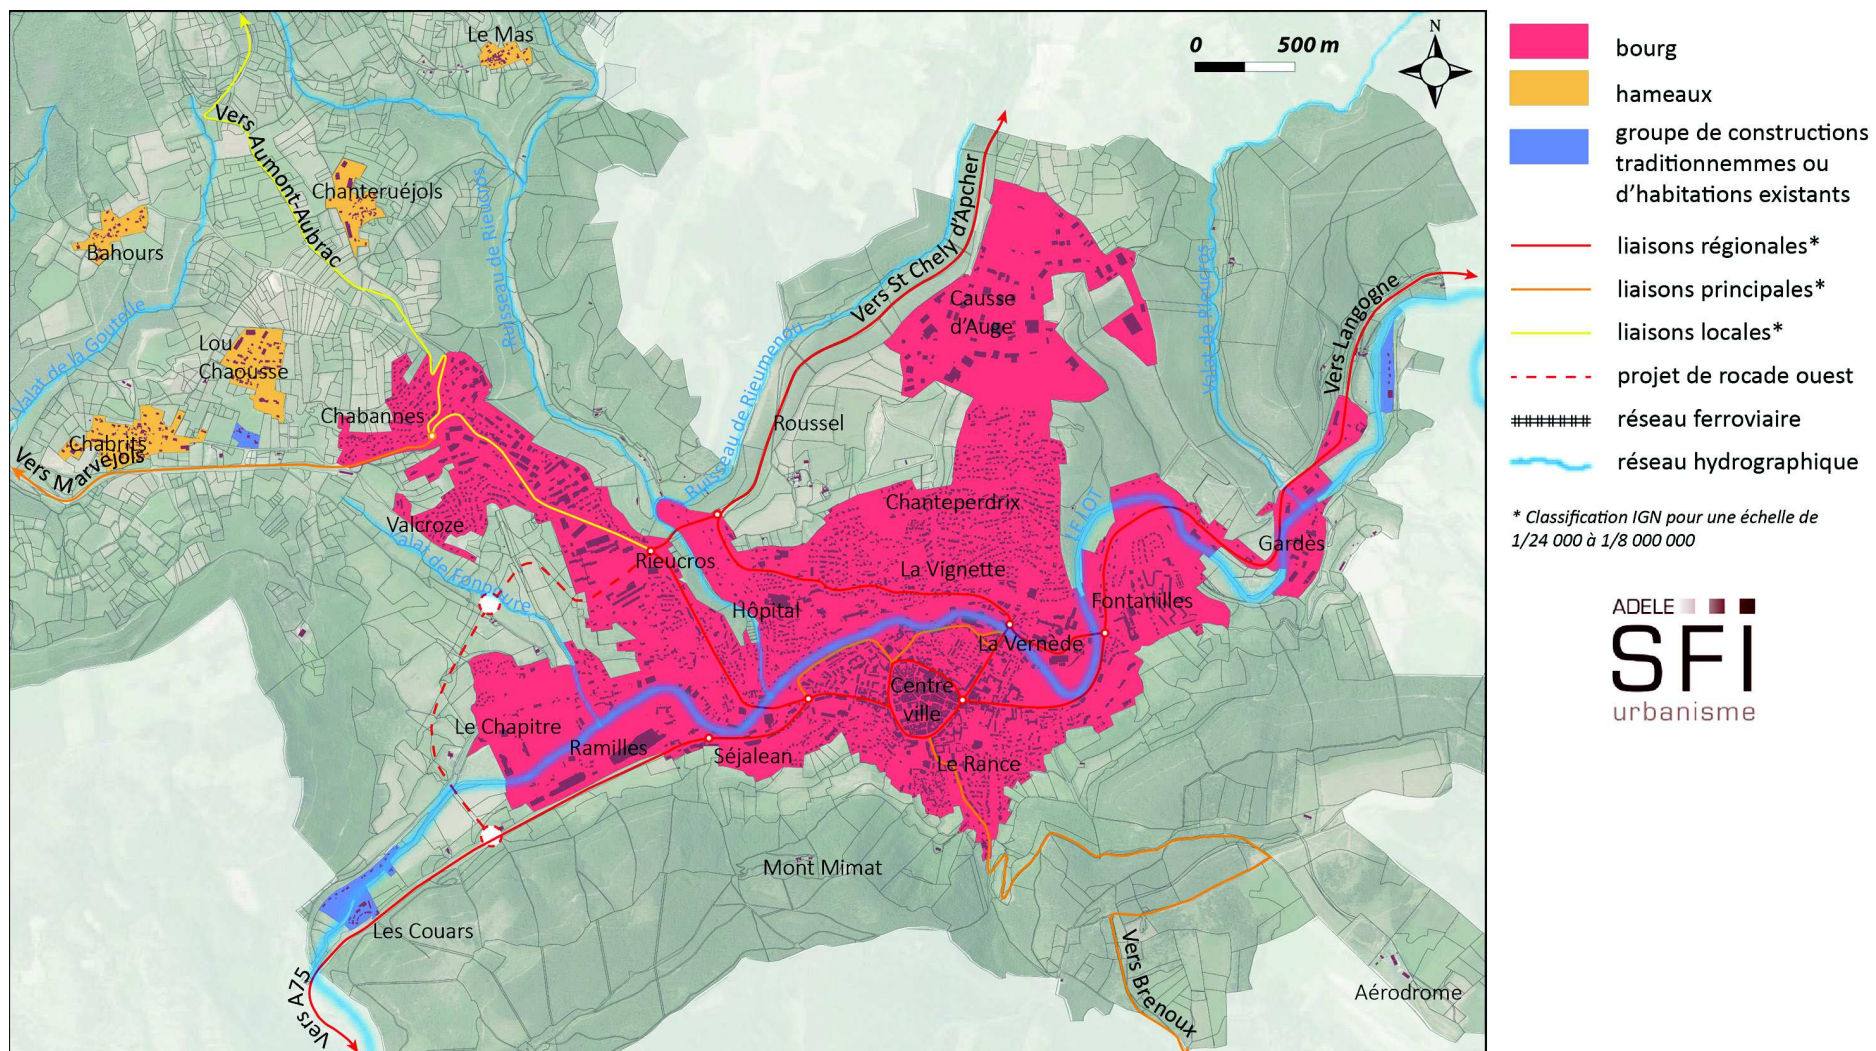 Le Mas
0 500 m
N
Vers Aumont-Aubrac
Chanteruéjols
Bahours
Ruisseau de Rieucros
Vers St Chely d'Apcher
Causse
d'Auge
Valat de Rieucros
Vers Langogne
Valat de la Goutelle
Lou
Chaousse
Ruisseau de Rieumenou
Chabannes
Roussel
Chabrits
Vers Marvejols
Valcroze
Chanteperdrix
LE LOT
Gardès
Rieucros
La Vignette
Hôpital
Fontanilles
La Vernède
Centre
ville
Le Chapitre
Ramilles
Séjalean
Le Rance
Mont Mimat
Les Couars
Vers A75
Vers Brenoux
Aérodrome
bourg
hameaux
groupe de constructions
traditionnemmes ou
d'habitations existants
liaisons régionales*
liaisons principales*
liaisons locales*
projet de rocade ouest
réseau ferroviaire
réseau hydrographique
* Classification IGN pour une échelle de
1/24 000 à 1/8 000 000
ADELE
SFI
urbanisme